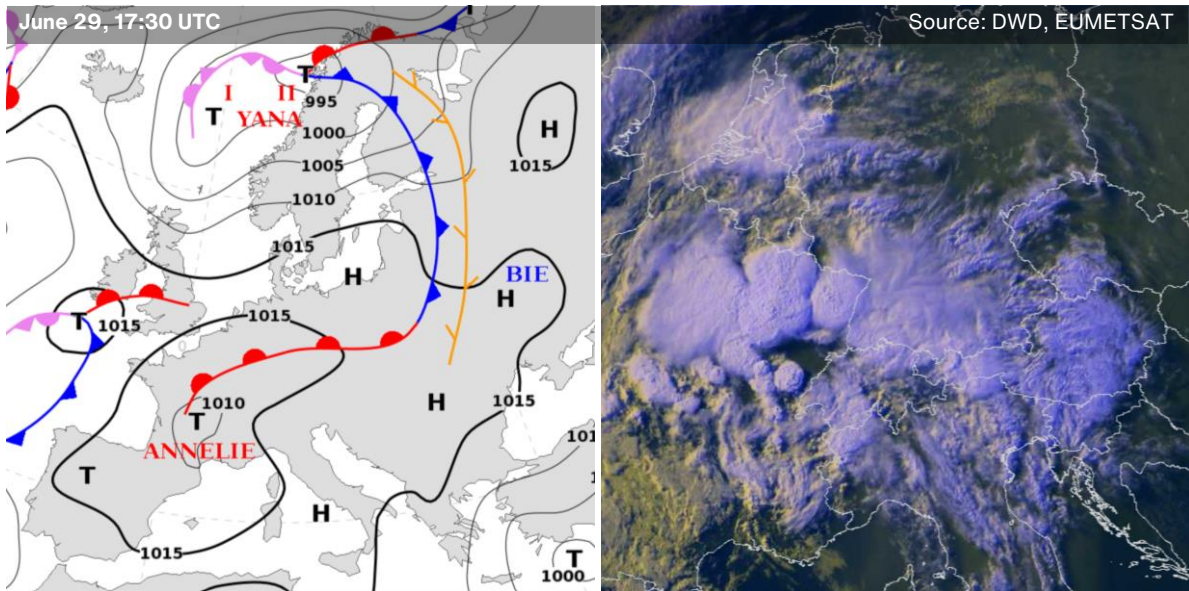 June 29, 17:30 UTC
Source: DWD, EUMETSAT
T
T
I II
T YANA
995
1000
H
1005
1015
1010
1015
H
BIE
H
1015
T
1015
1010
H
1015
T
ANNELIE
T
H
1015
T
1000